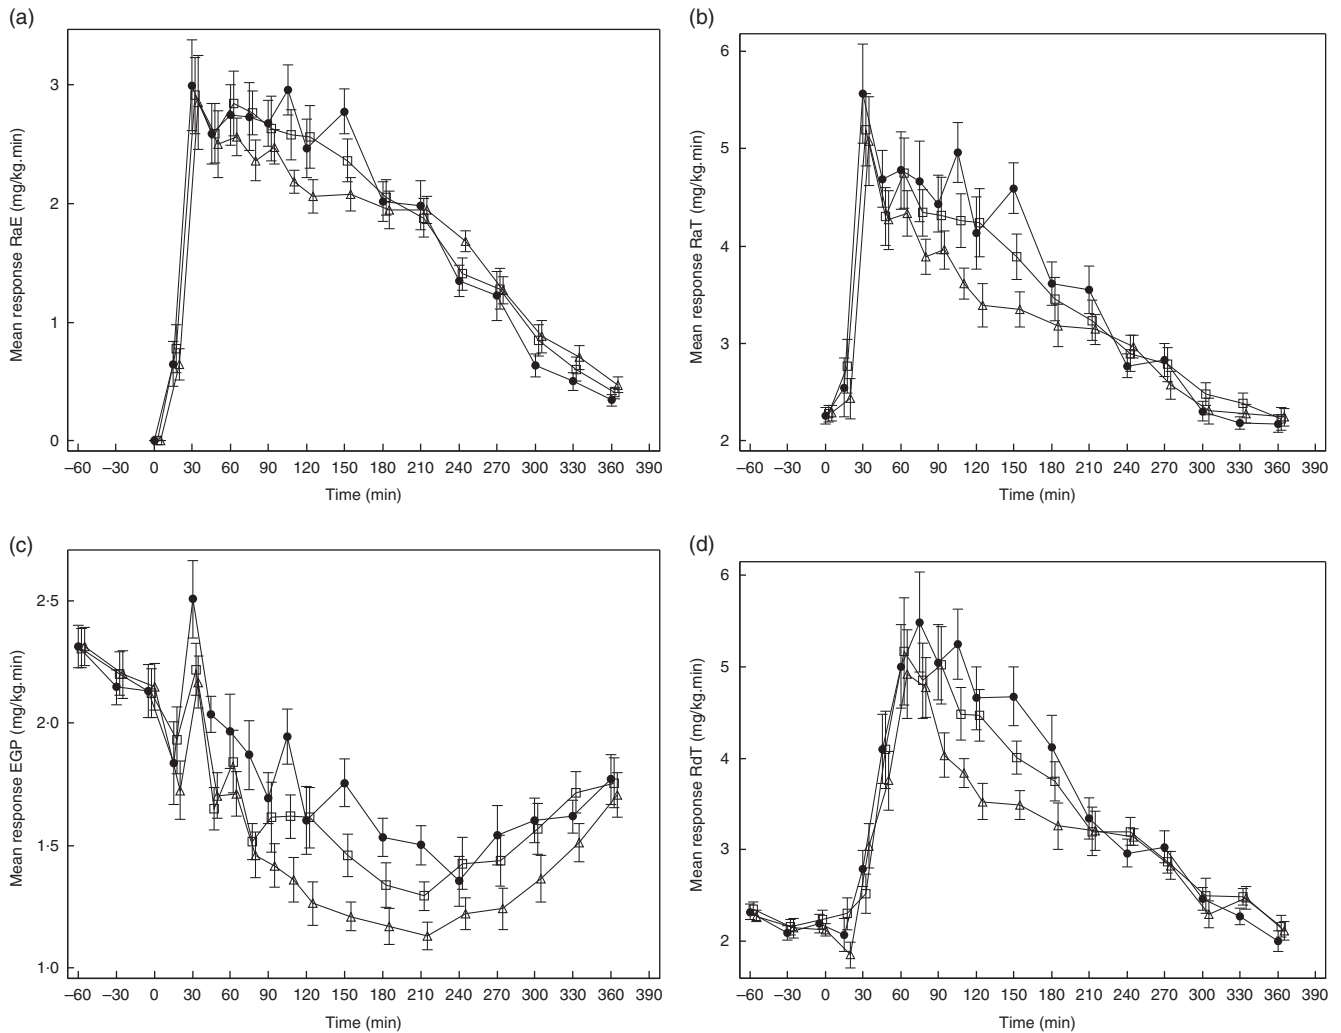 (a)
Mean response RaE (mg/kg.min)
3
2
1
0
–60 –30 0 30 60 90 120 150 180 210 240 270 300 330 360 390
Time (min)
(b)
Mean response RaT (mg/kg.min)
6
5
4
3
2
–60 –30 0 30 60 90 120 150 180 210 240 270 300 330 360 390
Time (min)
(c)
Mean response EGP (mg/kg.min)
2·5
2·0
1·5
1·0
–60 –30 0 30 60 90 120 150 180 210 240 270 300 330 360 390
Time (min)
(d)
Mean response RdT (mg/kg.min)
6
5
4
3
2
–60 –30 0 30 60 90 120 150 180 210 240 270 300 330 360 390
Time (min)